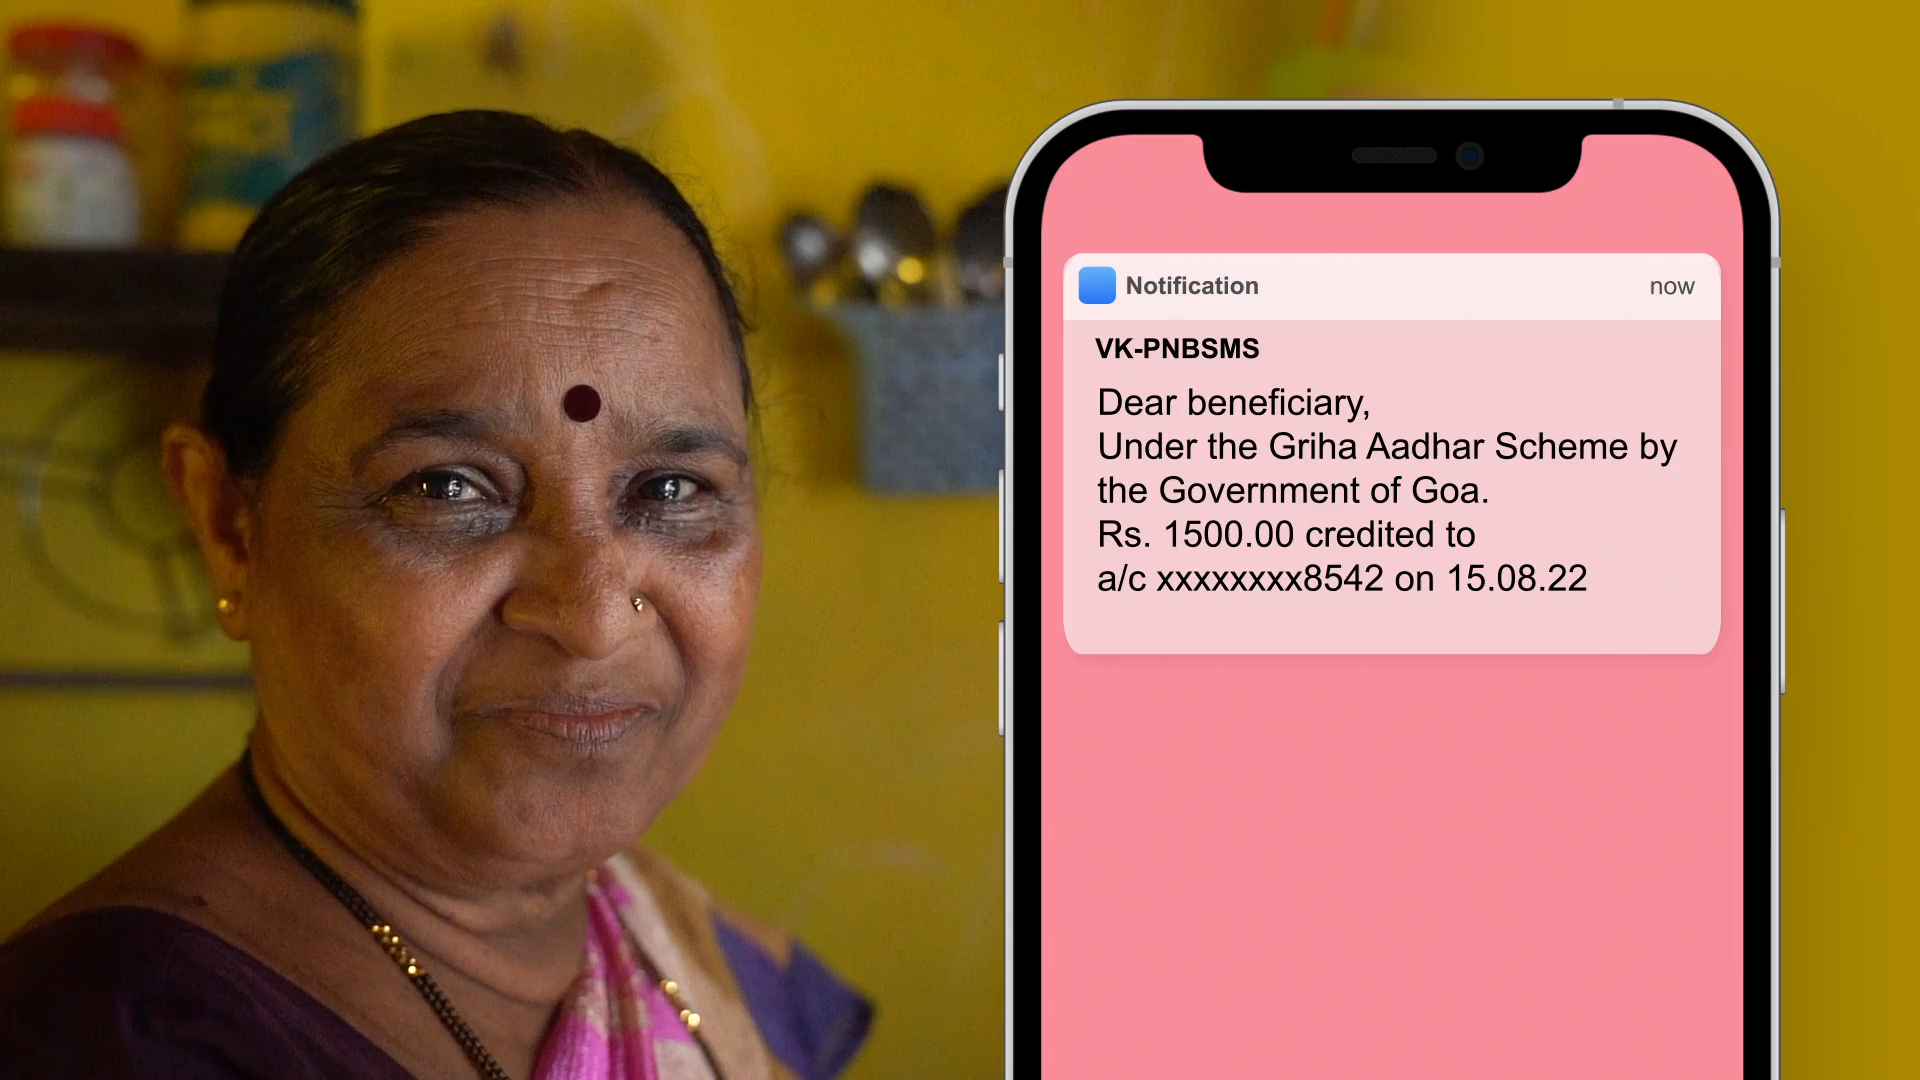 Notification now
VK-PNBSMS
Dear beneficiary,
Under the Griha Aadhar Scheme by
the Government of Goa.
Rs. 1500.00 credited to
a/c xxxxxxxx8542 on 15.08.22